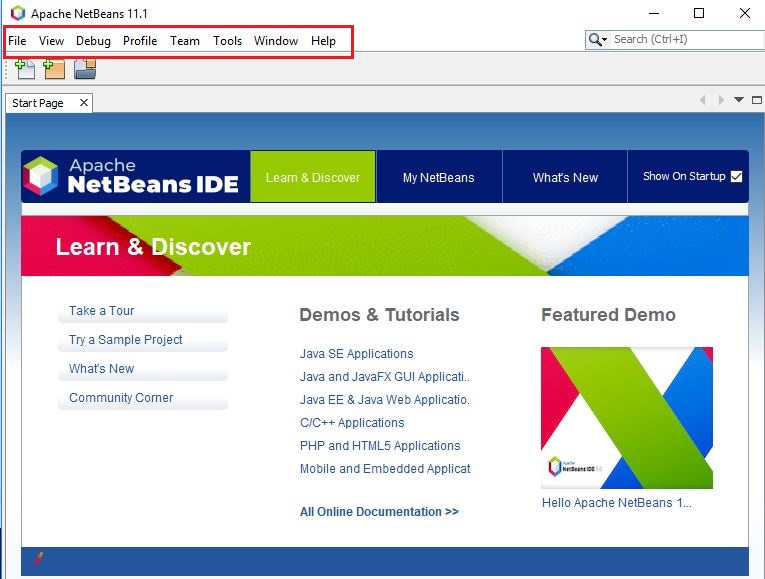 Apache NetBeans 11.1
File View Debug Profile Team Tools Window Help
Search (Ctrl+I)
Start Page
Apache
NetBeans IDE
Learn & Discover
My NetBeans
What's New
Show On Startup
Learn & Discover
Take a Tour
Try a Sample Project
What's New
Community Corner
Demos & Tutorials
Java SE Applications
Java and JavaFX GUI Applicati..
Java EE & Java Web Applicatio.
C/C++ Applications
PHP and HTML5 Applications
Mobile and Embedded Applicat
All Online Documentation >>
Featured Demo
Apache
NetBeans IDE 9.0
Hello Apache NetBeans 1...